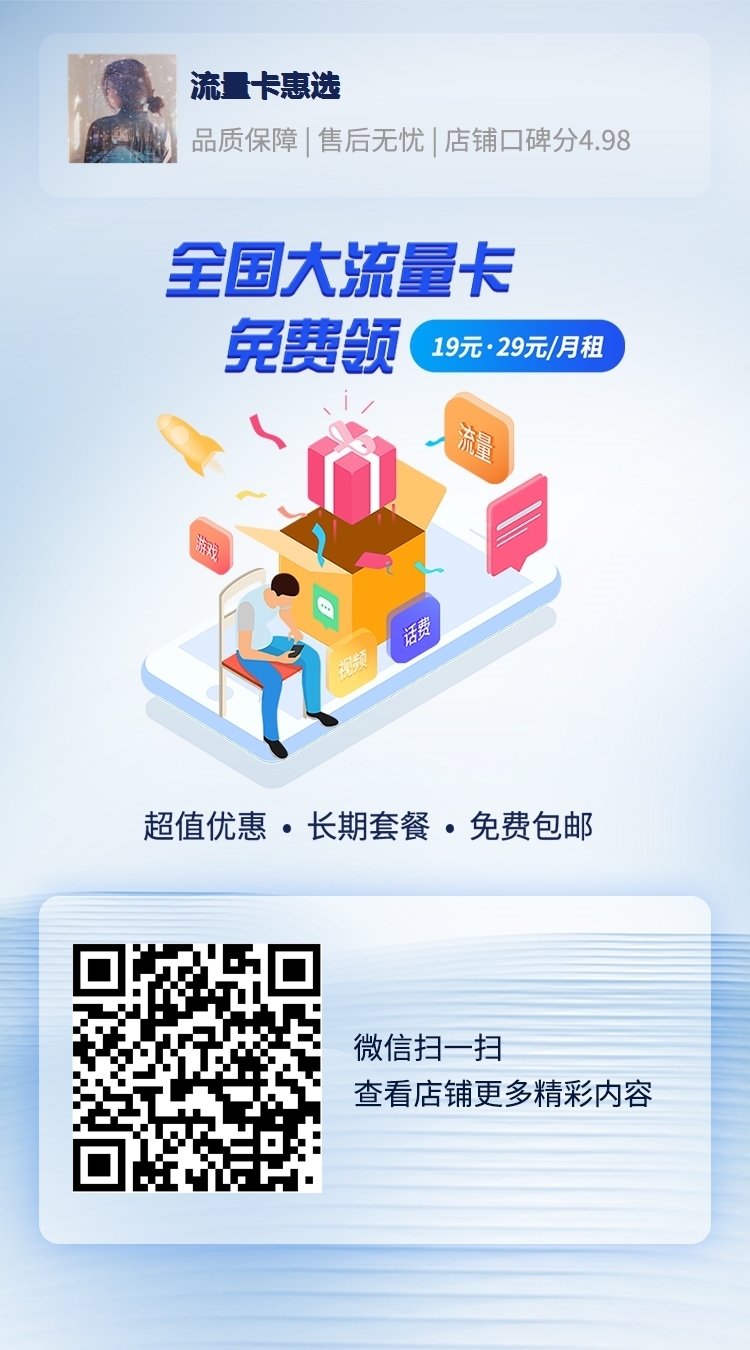 流量卡惠选
品质保障 | 售后无忧 | 店铺口碑分4.98
全国大流量卡
免费领 19元·29元/月租
流量
游戏
话费
视频
超值优惠 • 长期套餐 • 免费包邮
微信扫一扫
查看店铺更多精彩内容